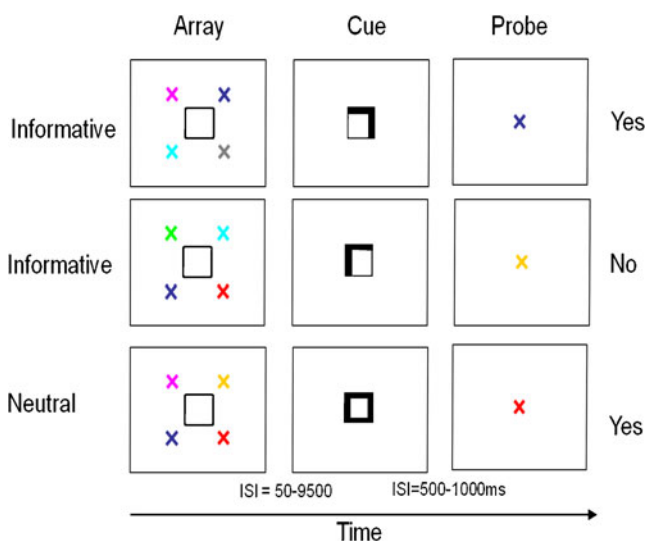 Array Cue Probe
Informative Yes
Informative No
Neutral
Yes
ISI = 50-9500 ISI=500-1000ms
Time